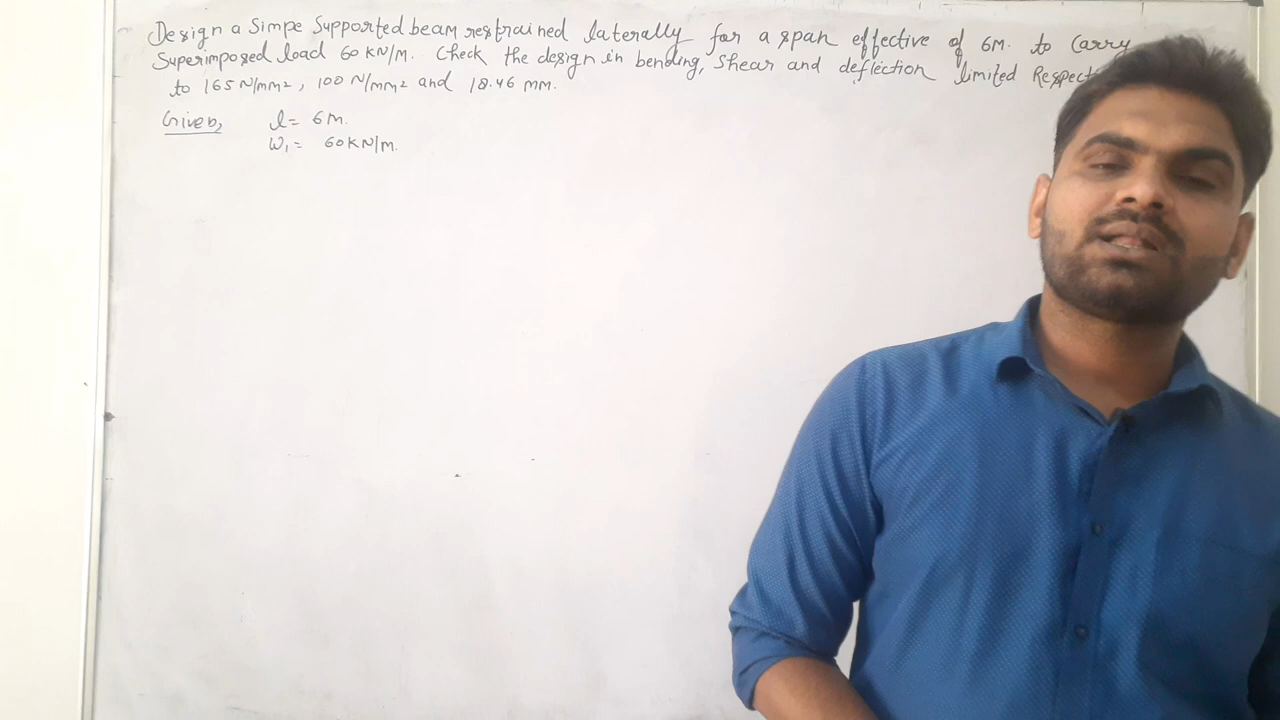 Design a Simpe Supported beam restrained laterally for a span effective of 6M. to Carry
Superimposed load 60 KN/M. Check the design in bending, Shear and deflection limited
to 165 N/mm2, 100 N/mm2 and 18.46 mm.
Given,
l = 6M.
W1 = 60KN/M.